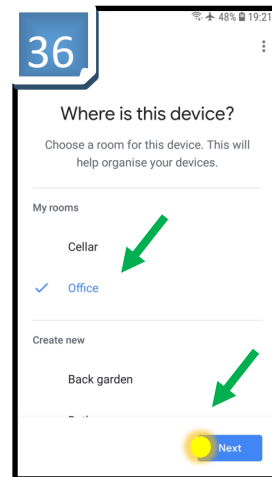 36
48% 19:21
Where is this device?
Choose a room for this device. This will
help organise your devices.
My rooms
Cellar
Office
Create new
Back garden
Next